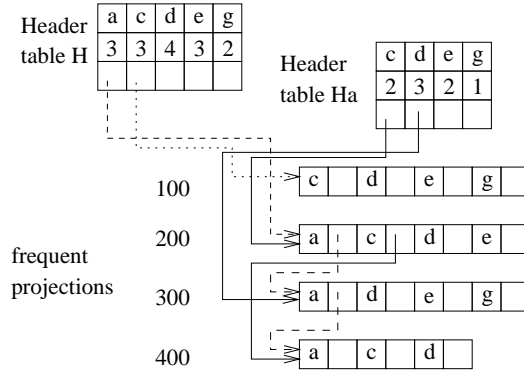 Header
table H
a c d e g
3 3 4 3 2
Header
table Ha
c d e g
2 3 2 1
100 c d e g
200 a c d e
frequent
projections
300 a d e g
400 a c d